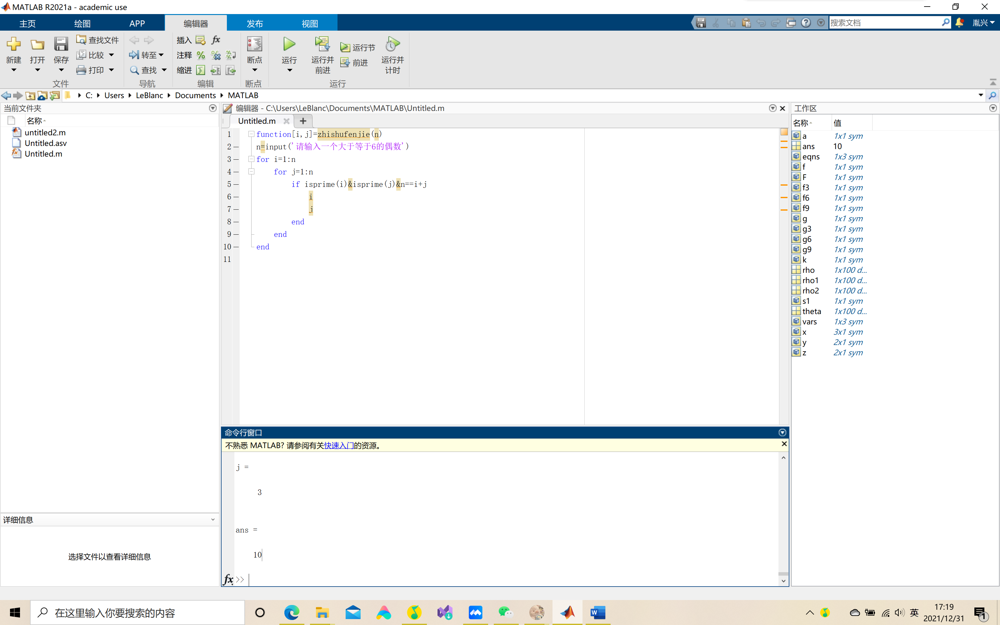 MATLAB R2021a - academic use
主页 绘图 APP 编辑器 发布 视图
搜索文档
胤兴
新建 打开 保存 查找文件 比较 打印
文件
转至 查找
导航
插入 fx
注释
缩进
编辑
断点
断点
运行 运行并前进 运行节 前进 运行并计时
运行
C: Users LeBlanc Documents MATLAB
当前文件夹
名称
untitled2.m
Untitled.asv
Untitled.m
详细信息
选择文件以查看详细信息
编辑器 - C:\Users\LeBlanc\Documents\MATLAB\Untitled.m
Untitled.m
1 function[i,j]=zhishufenjie(n)
2 n=input('请输入一个大于等于6的偶数')
3 for i=1:n
4 for j=1:n
5 if isprime(i)&isprime(j)&n==i+j
6 i
7 j
8 end
9 end
10 end
11
命令行窗口
不熟悉 MATLAB? 请参阅有关快速入门的资源。
j =
3
ans =
10
fx >>
工作区
名称 值
a 1x1 sym
ans 10
eqns 1x3 sym
f 1x1 sym
F 1x1 sym
f3 1x1 sym
f6 1x1 sym
f9 1x1 sym
g 1x1 sym
g3 1x1 sym
g6 1x1 sym
g9 1x1 sym
k 1x1 sym
rho 1x100 d...
rho1 1x100 d...
rho2 1x100 d...
s1 1x1 sym
theta 1x100 d...
vars 1x3 sym
x 3x1 sym
y 2x1 sym
z 2x1 sym
在这里输入你要搜索的内容
英
17:19
2021/12/31
1